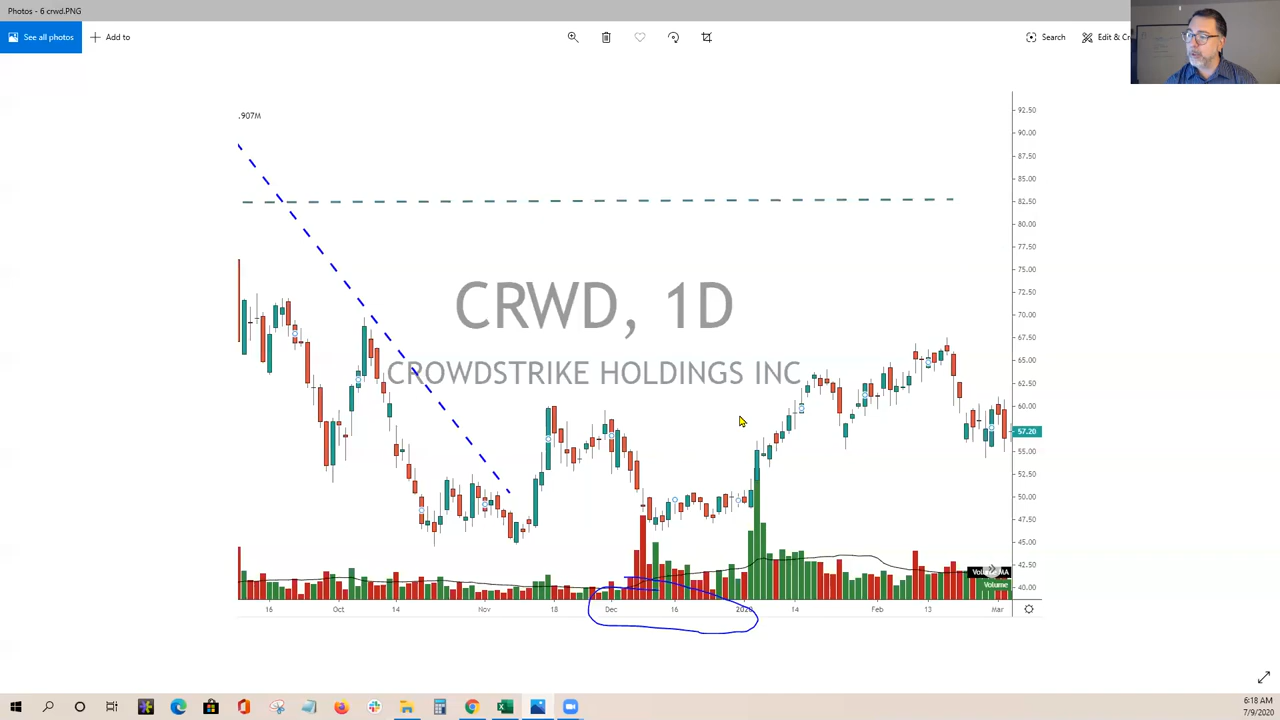 Photos - 6 crwd.PNG
See all photos
Add to
Search
Edit & Cr
.907M
CRWD, 1D
CROWDSTRIKE HOLDINGS INC
92.50
90.00
87.50
85.00
82.50
80.00
77.50
75.00
72.50
70.00
67.50
65.00
62.50
60.00
57.20
55.00
52.50
50.00
47.50
45.00
42.50
40.00
Volume
16 Oct 14 Nov 18 Dec 16 2020 14 Feb 13 Mar
6:18 AM
7/9/2020